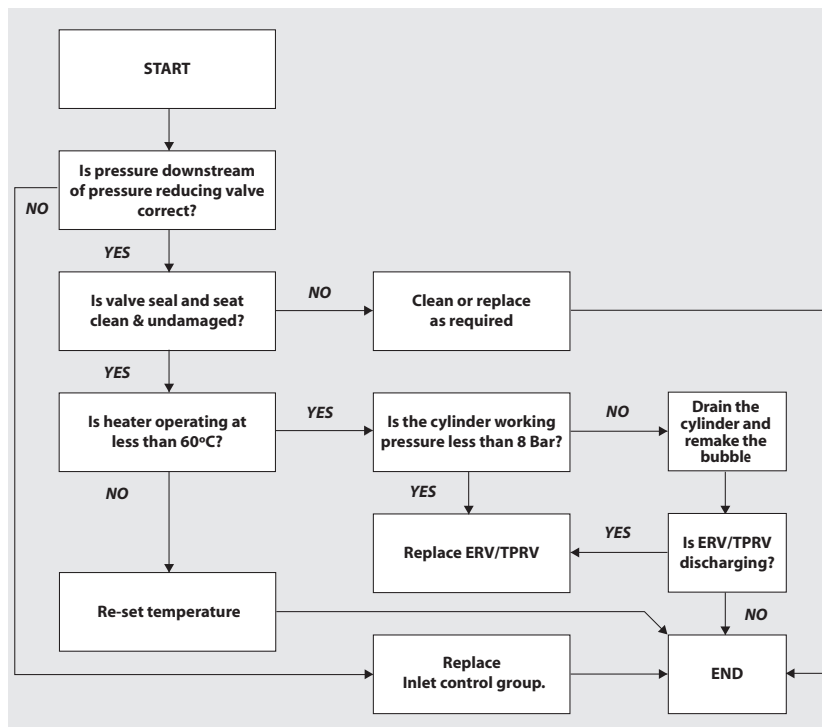 START
Is pressure downstream
of pressure reducing valve
correct?
NO
YES
Is valve seal and seat
clean & undamaged?
NO
Clean or replace
as required
YES
Is heater operating at
less than 60ºC?
YES
Is the cylinder working
pressure less than 8 Bar?
NO
Drain the
cylinder and
remake the
bubble
NO
YES
Replace ERV/TPRV
YES
Is ERV/TPRV
discharging?
Re-set temperature
NO
Replace
Inlet control group.
END